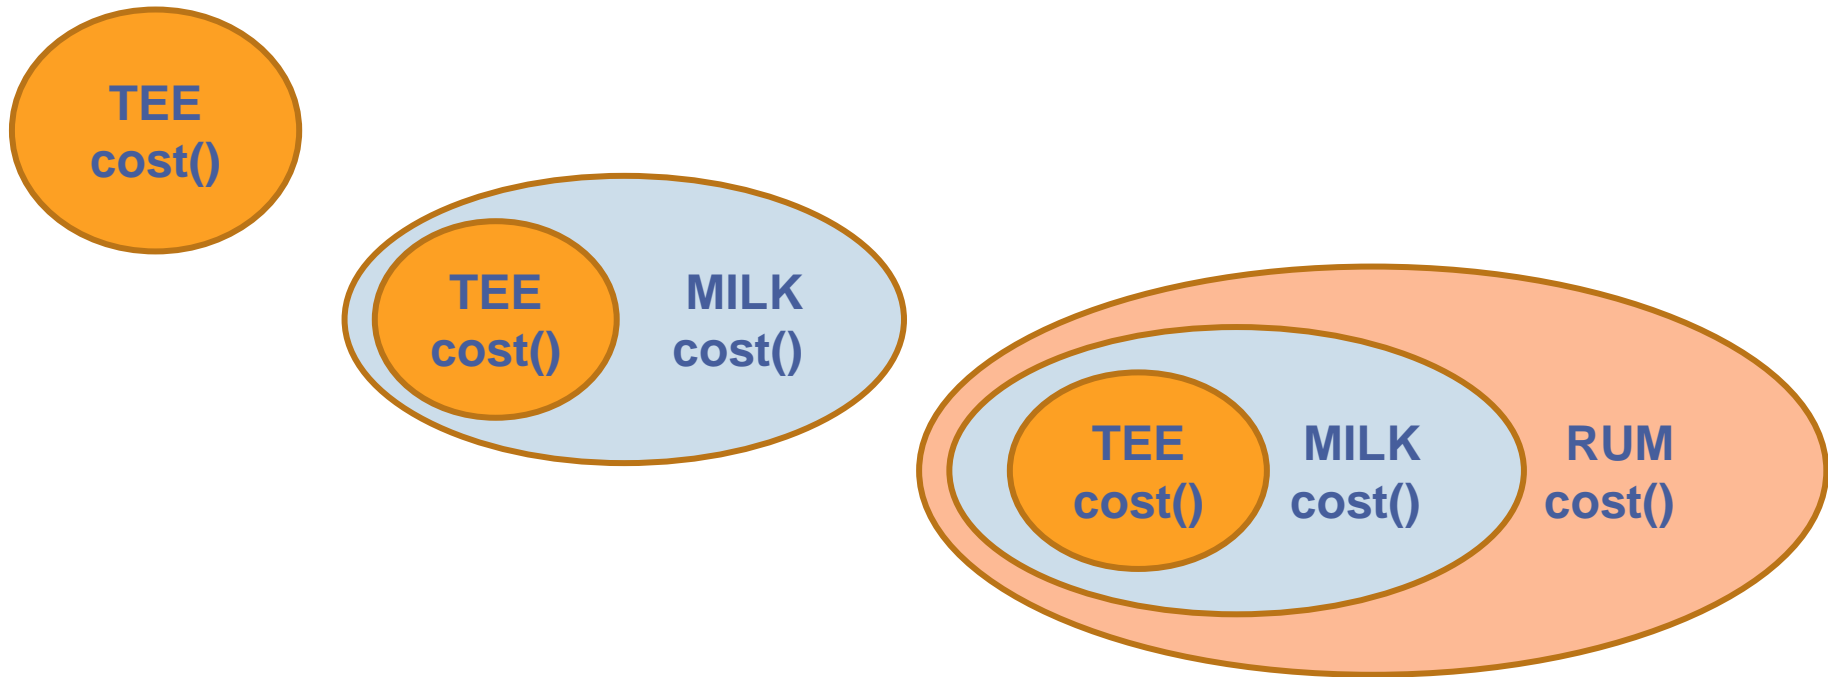 TEE
cost()
TEE
cost()
MILK
cost()
TEE
cost()
MILK
cost()
RUM
cost()